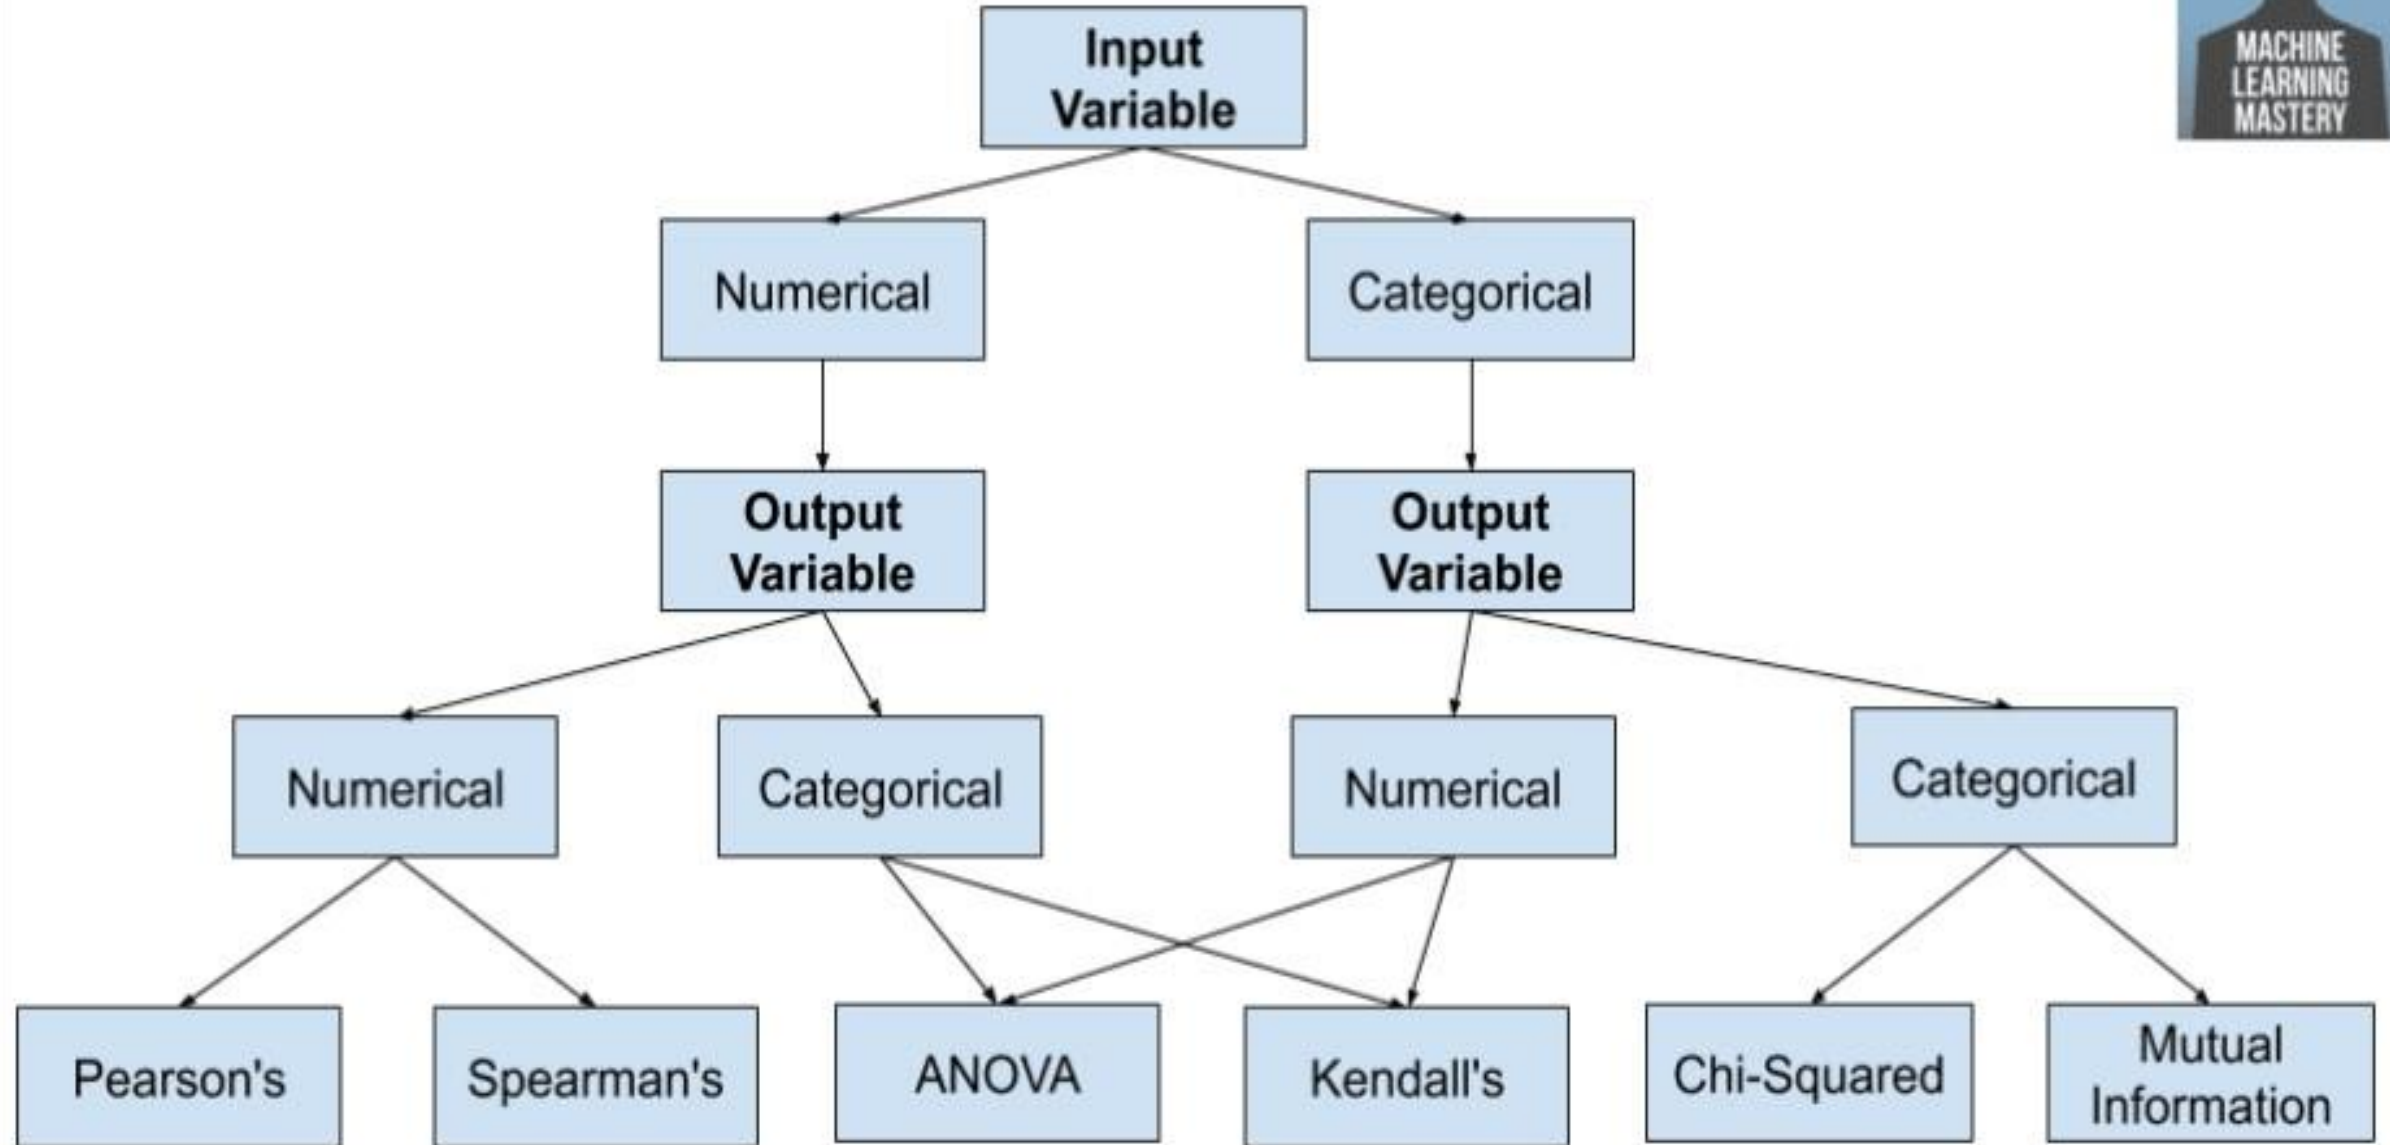 Input
Variable
MACHINE
LEARNING
MASTERY
Numerical
Categorical
Output
Variable
Output
Variable
Numerical
Categorical
Numerical
Categorical
Pearson's
Spearman's
ANOVA
Kendall's
Chi-Squared
Mutual
Information